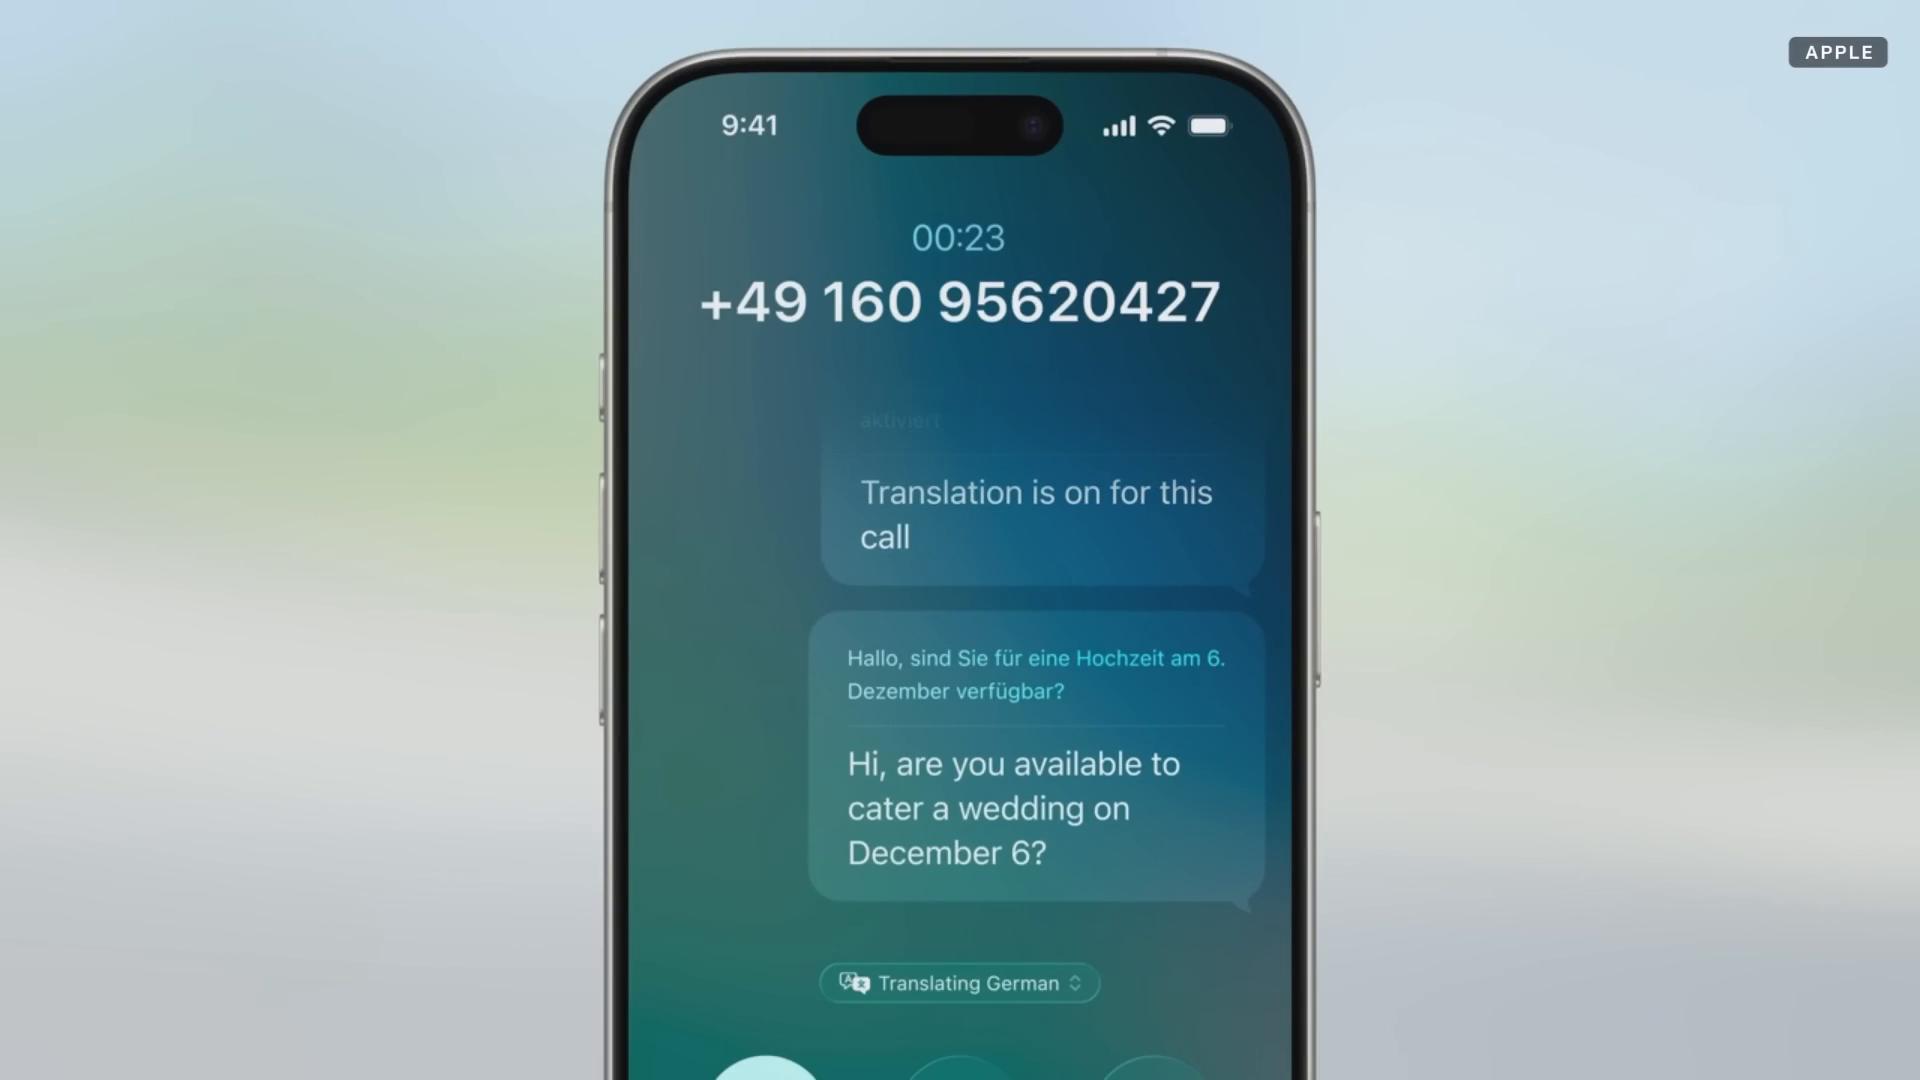 APPLE
9:41
00:23
+49 160 95620427
aktiviert
Translation is on for this
call
Hallo, sind Sie für eine Hochzeit am 6.
Dezember verfügbar?
Hi, are you available to
cater a wedding on
December 6?
Translating German